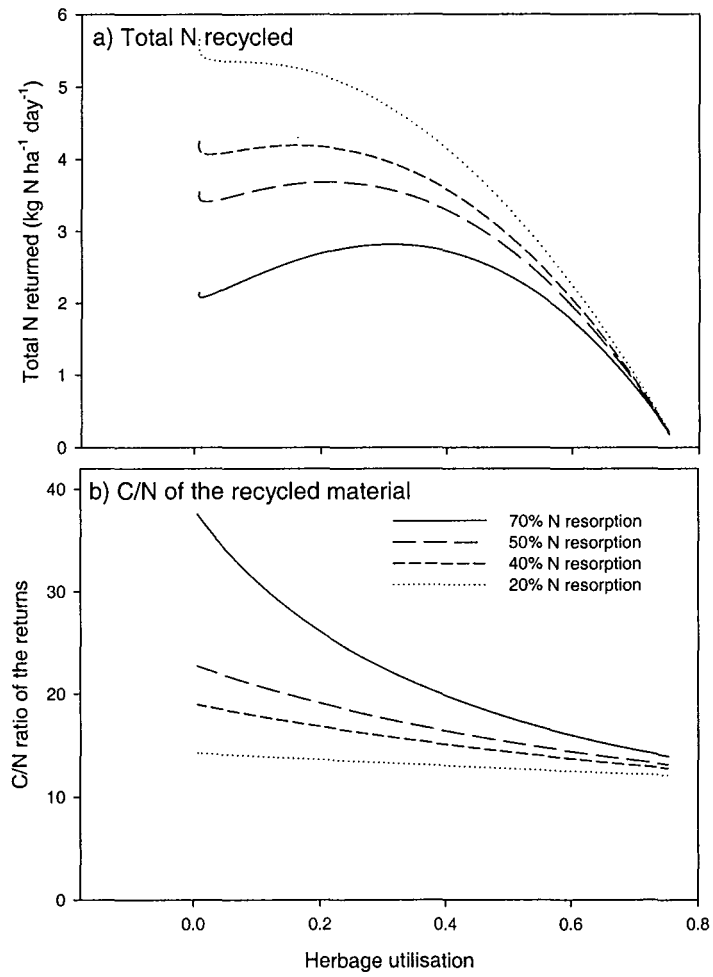 a) Total N recycled
Total N returned (kg N ha⁻¹ day⁻¹)
6
5
4
3
2
1
0
b) C/N of the recycled material
C/N ratio of the returns
40
30
20
10
0
70% N resorption
50% N resorption
40% N resorption
20% N resorption
0.0 0.2 0.4 0.6 0.8
Herbage utilisation